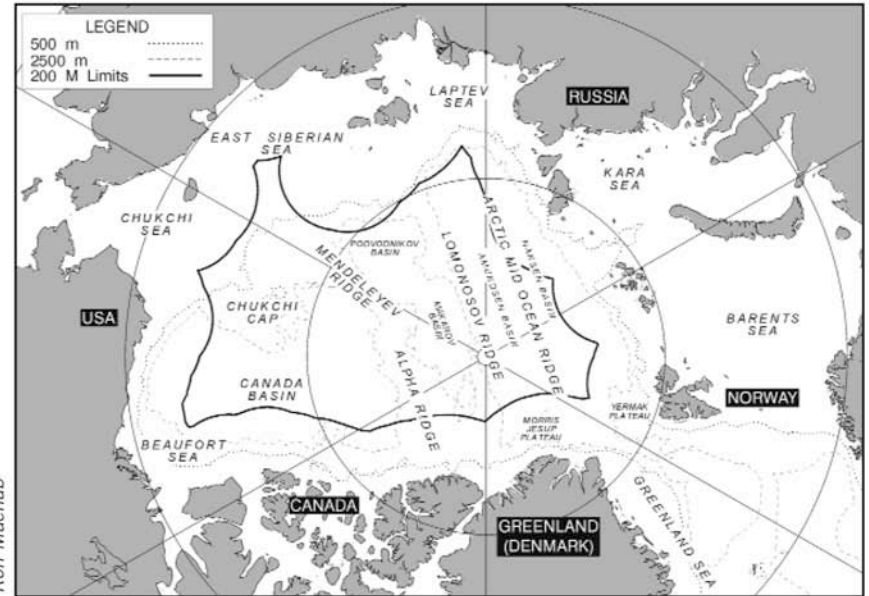 LEGEND
500 m
2500 m
200 M Limits
LAPTEV
SEA
RUSSIA
EAST SIBERIAN
SEA
KARA
SEA
CHUKCHI
SEA
PODVODNIKOV
BASIN
MENDELEYEV
RIDGE
LOMONOSOV RIDGE
ARCTIC MID OCEAN RIDGE
NANSEN BASIN
AMUNDSEN BASIN
MAKAROV
BASIN
USA
CHUKCHI
CAP
BARENTS
SEA
ALPHA RIDGE
CANADA
BASIN
NORWAY
YERMAK
PLATEAU
MORRIS
JESUP
PLATEAU
BEAUFORT
SEA
CANADA
GREENLAND
(DENMARK)
GREENLAND SEA
Ron Macnab